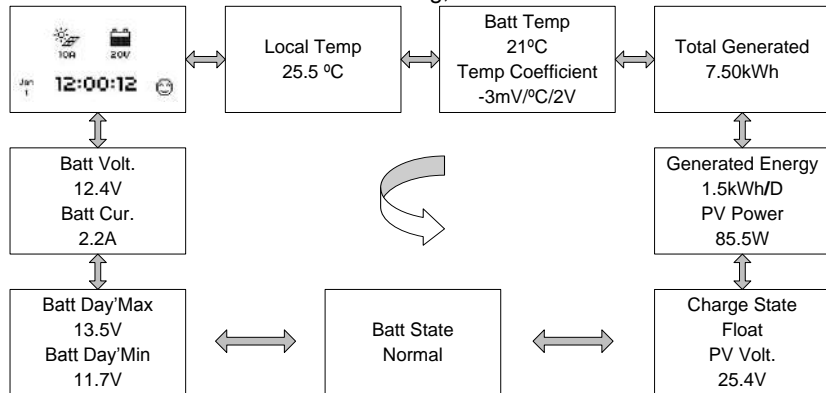 10A 20V
Jan
1
12:00:12
Local Temp
25.5 ºC
Batt Temp
21ºC
Temp Coefficient
-3mV/ºC/2V
Total Generated
7.50kWh
Batt Volt.
12.4V
Batt Cur.
2.2A
Generated Energy
1.5kWh/D
PV Power
85.5W
Batt Day'Max
13.5V
Batt Day'Min
11.7V
Batt State
Normal
Charge State
Float
PV Volt.
25.4V